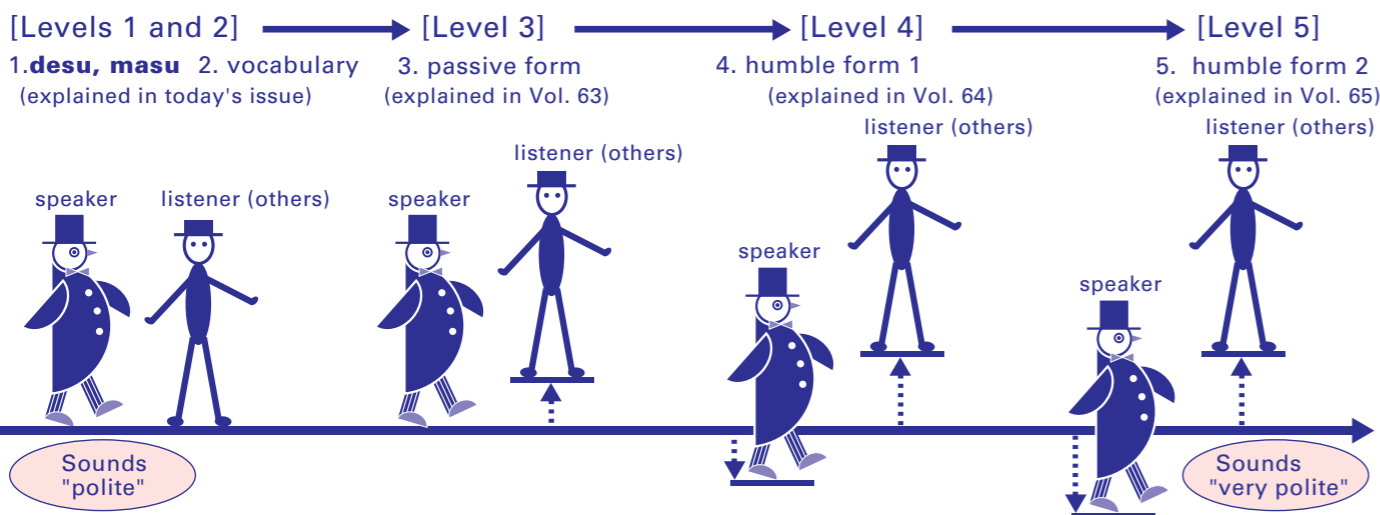 [Levels 1 and 2] [Level 3] [Level 4] [Level 5]
1.desu, masu 2. vocabulary 3. passive form 4. humble form 1 5. humble form 2
(explained in today's issue) (explained in Vol. 63) (explained in Vol. 64) (explained in Vol. 65)
listener (others) listener (others)
listener (others)
speaker listener (others) speaker
speaker
speaker
Sounds
"polite"
Sounds
"very polite"